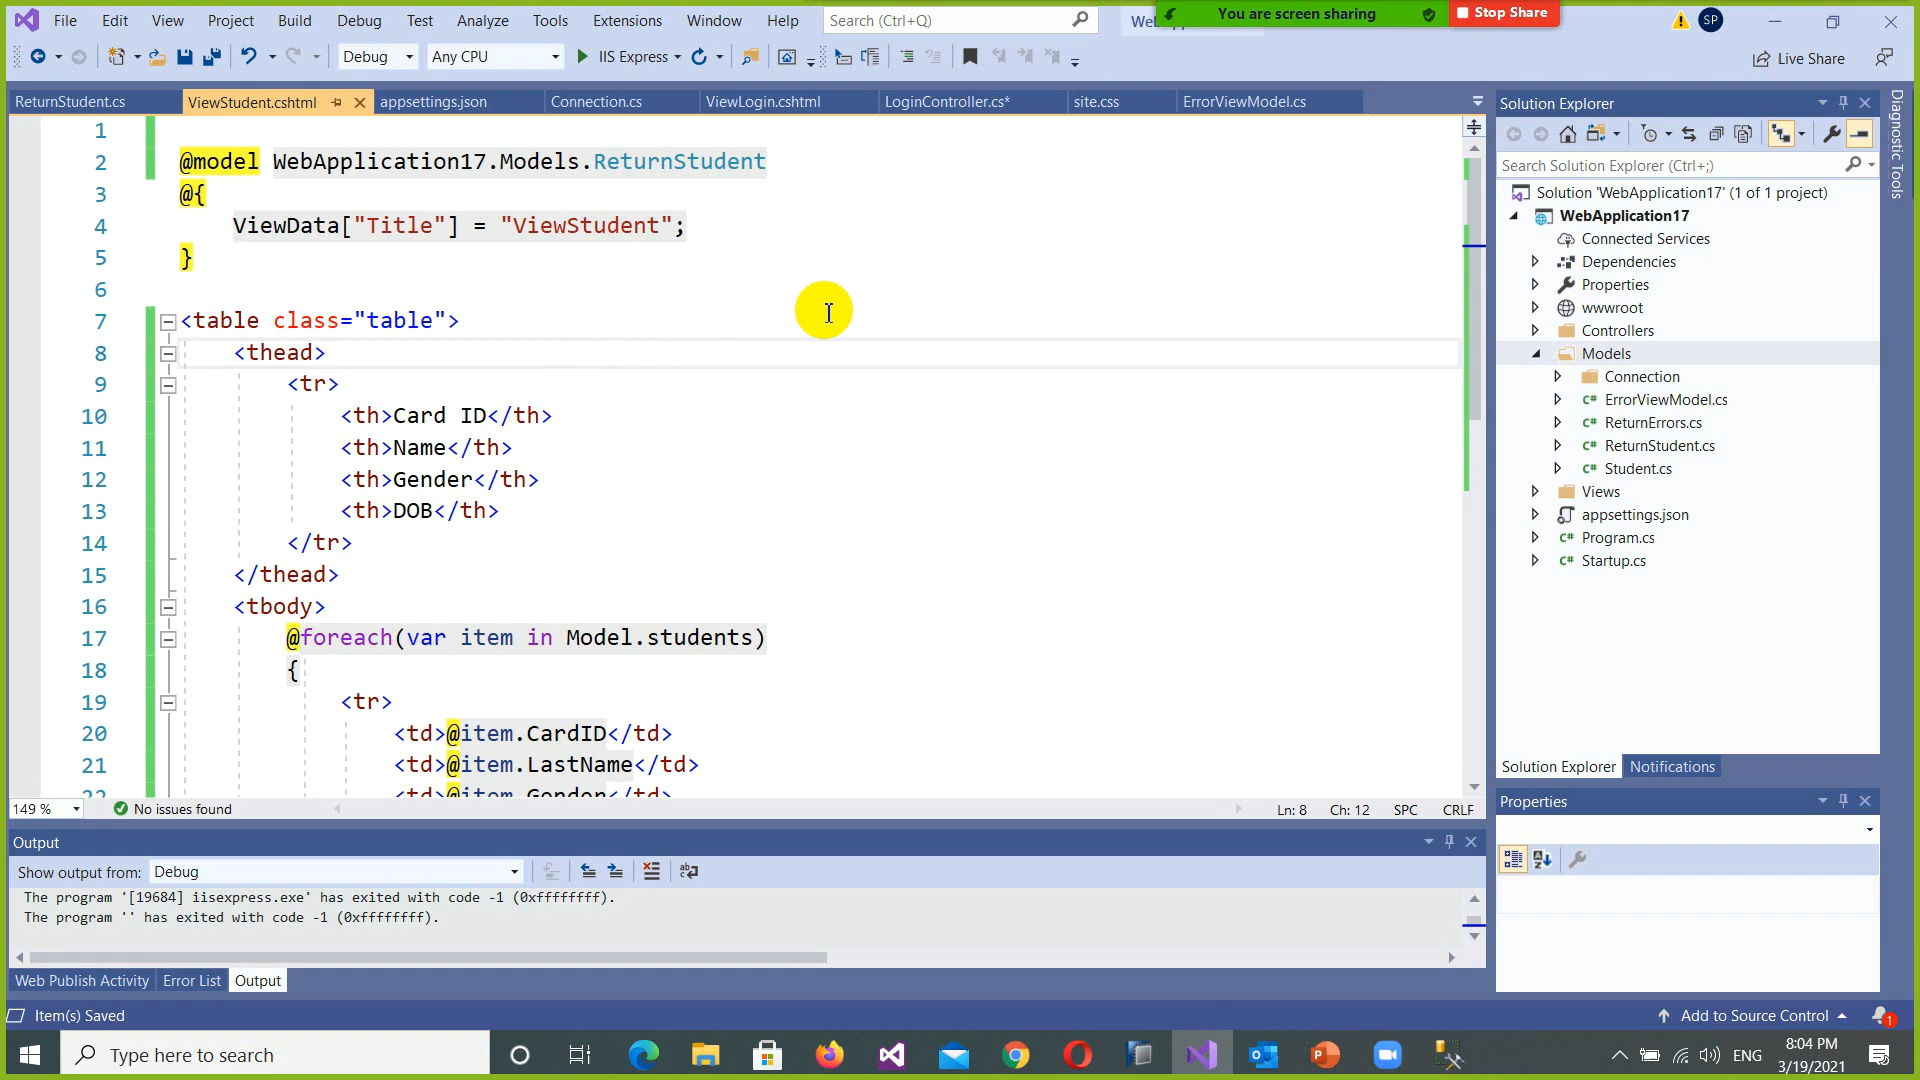 File Edit View Project Build Debug Test Analyze Tools Extensions Window Help Search (Ctrl+Q) You are screen sharing Stop Share SP
Debug Any CPU IIS Express Live Share
ReturnStudent.cs ViewStudent.cshtml appsettings.json Connection.cs ViewLogin.cshtml LoginController.cs* site.css ErrorViewModel.cs
1
2 @model WebApplication17.Models.ReturnStudent
3 @{
4 ViewData["Title"] = "ViewStudent";
5 }
6
7 <table class="table">
8 <thead>
9 <tr>
10 <th>Card ID</th>
11 <th>Name</th>
12 <th>Gender</th>
13 <th>DOB</th>
14 </tr>
15 </thead>
16 <tbody>
17 @foreach(var item in Model.students)
18 {
19 <tr>
20 <td>@item.CardID</td>
21 <td>@item.LastName</td>
22 <td>@item.Gender</td>
149 % No issues found Ln: 8 Ch: 12 SPC CRLF
Output
Show output from: Debug
The program '[19684] iisexpress.exe' has exited with code -1 (0xffffffff).
The program '' has exited with code -1 (0xffffffff).
Web Publish Activity Error List Output
Solution Explorer
Search Solution Explorer (Ctrl+;)
Solution 'WebApplication17' (1 of 1 project)
WebApplication17
Connected Services
Dependencies
Properties
wwwroot
Controllers
Models
Connection
C# ErrorViewModel.cs
C# ReturnErrors.cs
C# ReturnStudent.cs
C# Student.cs
Views
appsettings.json
C# Program.cs
C# Startup.cs
Solution Explorer Notifications
Properties
Diagnostic Tools
Item(s) Saved Add to Source Control 1
Type here to search ENG 8:04 PM
3/19/2021